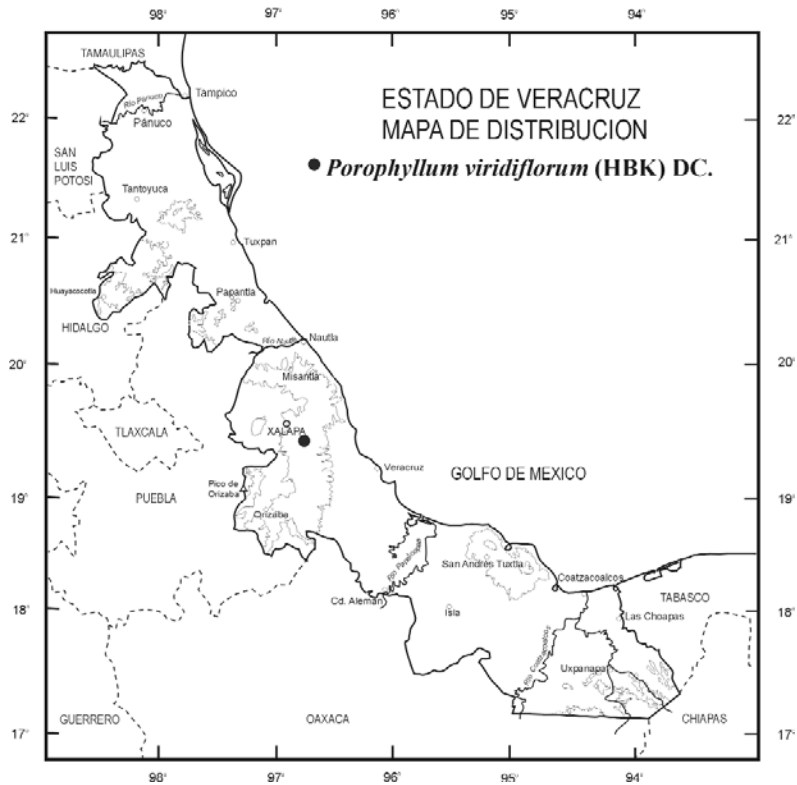 98°
97°
96°
95°
94°
TAMAULIPAS
Río Pánuco
Tampico
Pánuco
22°
22°
ESTADO DE VERACRUZ
MAPA DE DISTRIBUCION
Porophyllum viridiflorum (HBK) DC.
SAN
LUIS
POTOSI
Tantoyuca
21°
21°
Tuxpan
Huayacocotla
Papantla
HIDALGO
Río Nautla
Nautla
20°
20°
Misantla
XALAPA
TLAXCALA
Veracruz
GOLFO DE MEXICO
Pico de
Orizaba
PUEBLA
19°
19°
Orizaba
Río Papaloapan
San Andrés Tuxtla
Coatzacoalcos
Cd. Alemán
TABASCO
18°
18°
Isla
Las Choapas
Río Coatzacoalcos
Uxpanapa
GUERRERO
OAXACA
CHIAPAS
17°
17°
98°
97°
96°
95°
94°